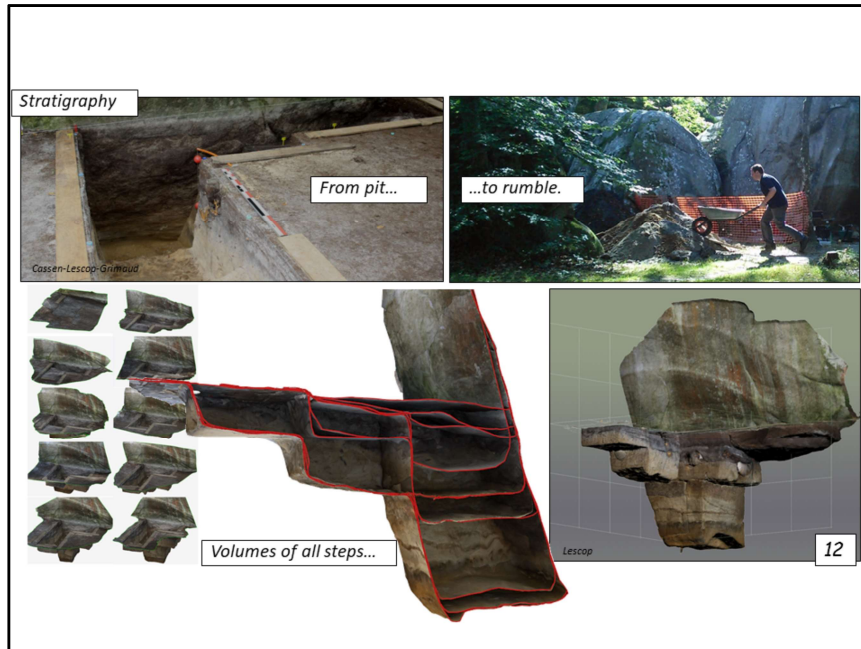 Stratigraphy
From pit...
...to rumble.
Cassen-Lescop-Grimaud
Volumes of all steps...
Lescop
12